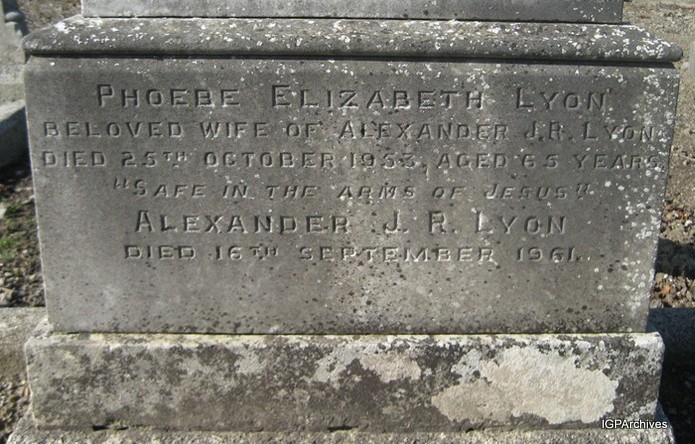 Phoebe Elizabeth Lyon
beloved wife of Alexander J.R. Lyon.
died 25th October 1953, aged 65 years.
"Safe in the arms of Jesus"
Alexander J. R. Lyon
died 16th September 1961.
IGPArchives